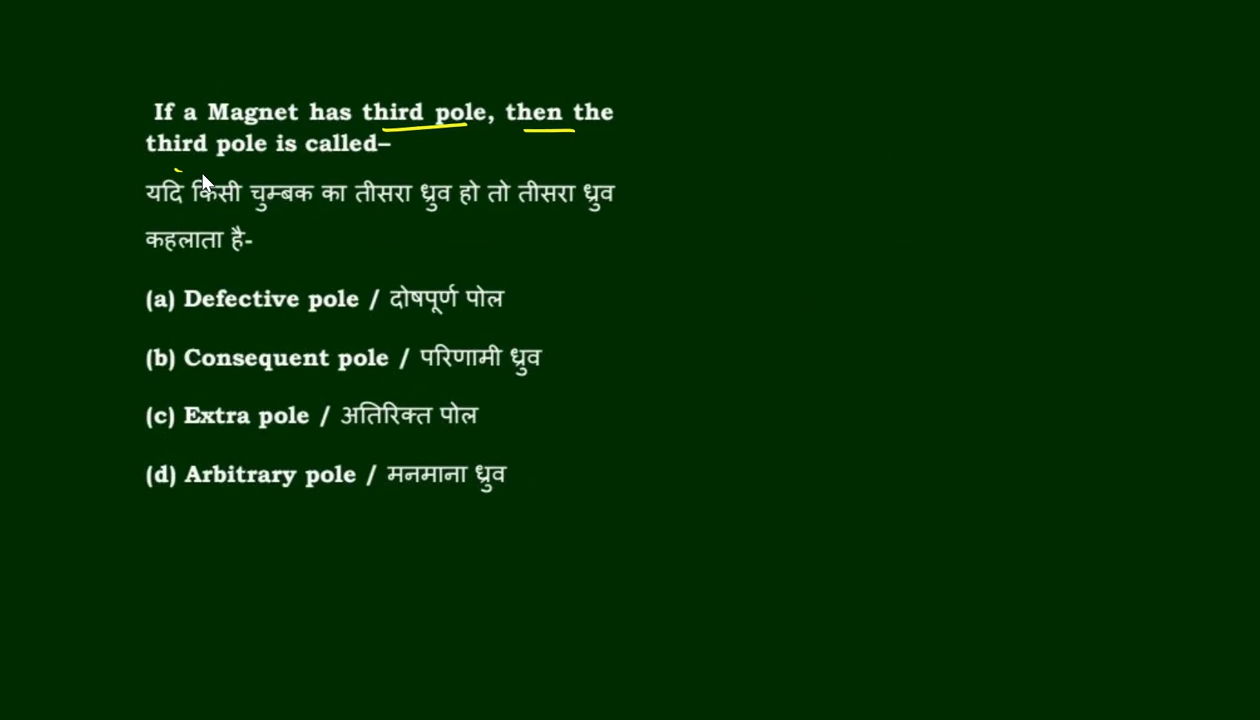 If a Magnet has third pole, then the
third pole is called–
यदि किसी चुम्बक का तीसरा ध्रुव हो तो तीसरा ध्रुव
कहलाता है-
(a) Defective pole / दोषपूर्ण पोल
(b) Consequent pole / परिणामी ध्रुव
(c) Extra pole / अतिरिक्त पोल
(d) Arbitrary pole / मनमाना ध्रुव